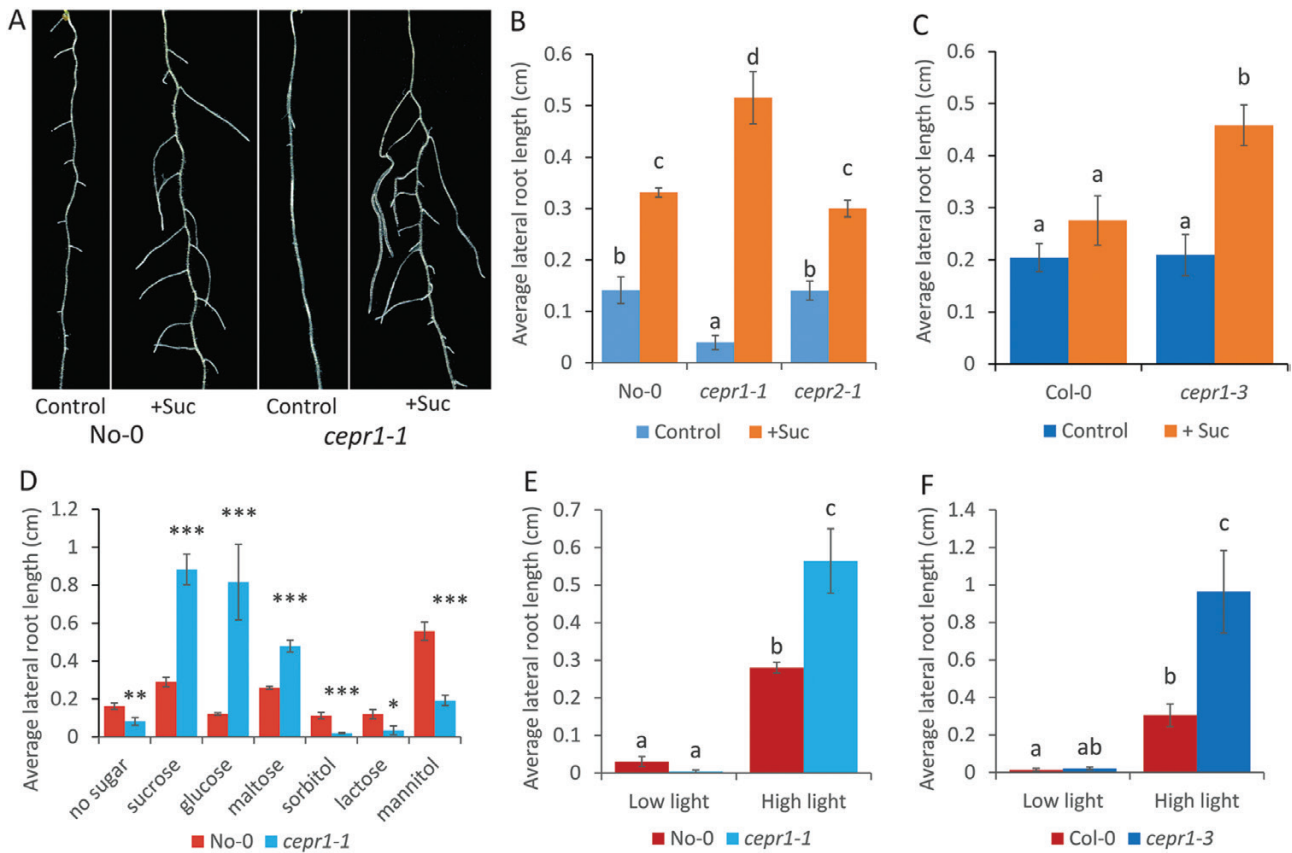 A
Control
+Suc
Control
+Suc
No-0
cepr1-1
B
Average lateral root length (cm)
0.6
0.5
0.4
0.3
0.2
0.1
0
b
c
a
d
b
c
No-0
cepr1-1
cepr2-1
Control
+Suc
C
Average lateral root length (cm)
0.6
0.5
0.4
0.3
0.2
0.1
0
a
a
a
b
Col-0
cepr1-3
Control
+ Suc
D
Average lateral root length (cm)
1.2
1
0.8
0.6
0.4
0.2
0
**
***
***
***
***
*
***
no sugar
sucrose
glucose
maltose
sorbitol
lactose
mannitol
No-0
cepr1-1
E
Average lateral root length (cm)
0.7
0.6
0.5
0.4
0.3
0.2
0.1
0
a
a
b
c
Low light
High light
No-0
cepr1-1
F
Average lateral root length (cm)
1.4
1.2
1
0.8
0.6
0.4
0.2
0
a
ab
b
c
Low light
High light
Col-0
cepr1-3